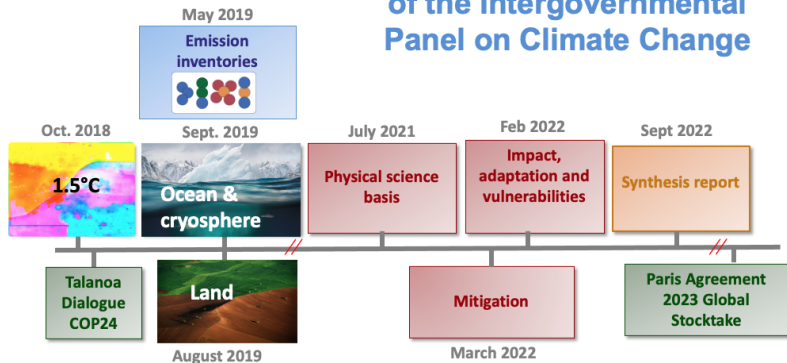 of the Intergovernmental
Panel on Climate Change
May 2019
Emission
inventories
Oct. 2018
1.5°C
Sept. 2019
Ocean &
cryosphere
July 2021
Physical science
basis
Feb 2022
Impact,
adaptation and
vulnerabilities
Sept 2022
Synthesis report
Talanoa
Dialogue
COP24
Land
August 2019
Mitigation
March 2022
Paris Agreement
2023 Global
Stocktake